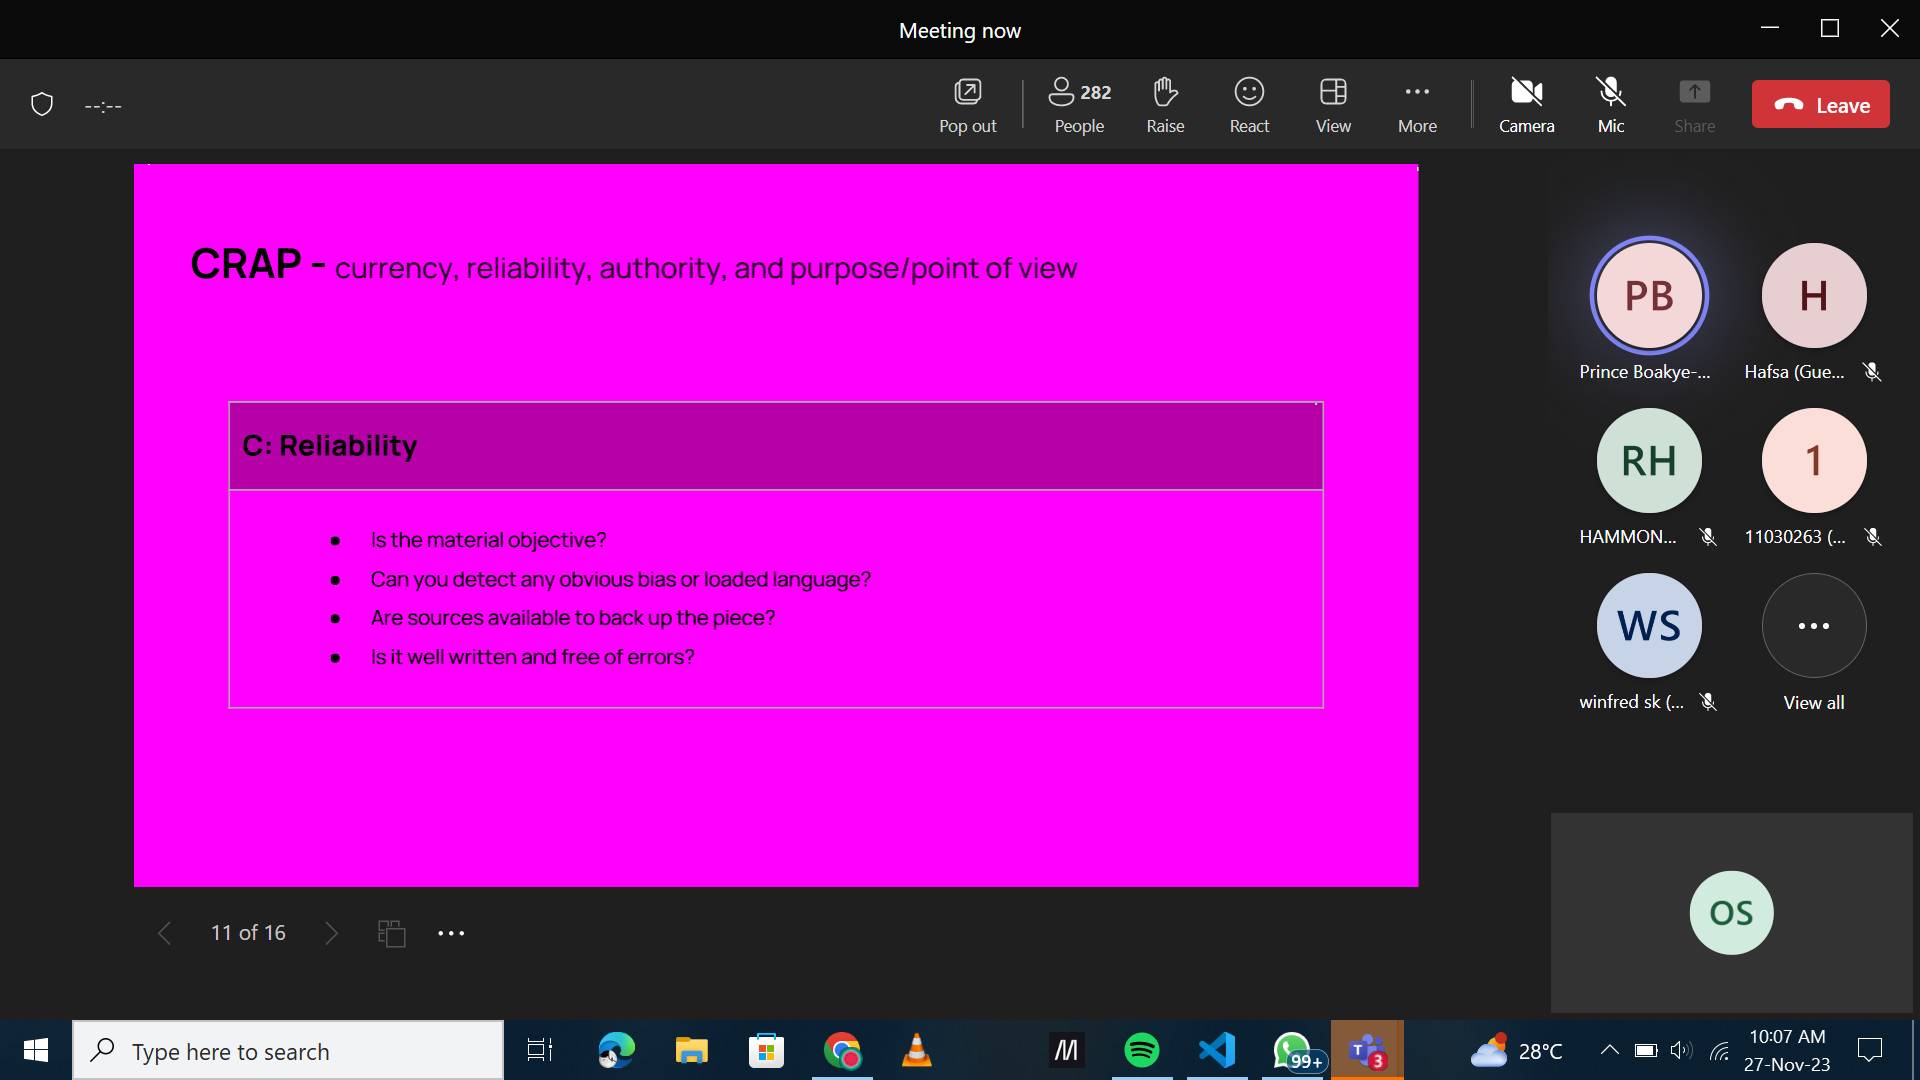 Meeting now
--:--
Pop out
282
People
Raise
React
View
More
Camera
Mic
Share
Leave
CRAP - currency, reliability, authority, and purpose/point of view
C: Reliability
● Is the material objective?
● Can you detect any obvious bias or loaded language?
● Are sources available to back up the piece?
● Is it well written and free of errors?
11 of 16
PB
Prince Boakye-...
H
Hafsa (Gue...
RH
HAMMON...
1
11030263 (...
WS
winfred sk (...
View all
OS
Type here to search
99+
3
28°C
10:07 AM
27-Nov-23